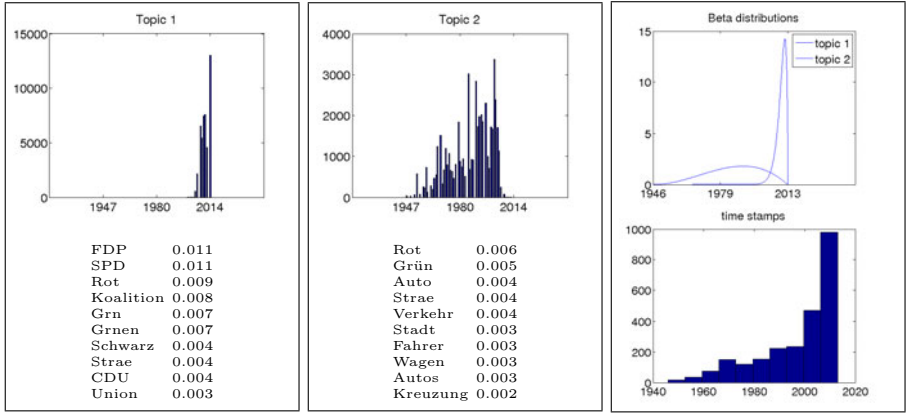 Topic 1
15000
10000
5000
0
1947 1980 2014
FDP 0.011
SPD 0.011
Rot 0.009
Koalition 0.008
Grn 0.007
Grnen 0.007
Schwarz 0.004
Strae 0.004
CDU 0.004
Union 0.003
Topic 2
4000
3000
2000
1000
0
1947 1980 2014
Rot 0.006
Grün 0.005
Auto 0.004
Strae 0.004
Verkehr 0.004
Stadt 0.003
Fahrer 0.003
Wagen 0.003
Autos 0.003
Kreuzung 0.002
Beta distributions
15
10
5
0
topic 1
topic 2
1946 1979 2013
time stamps
1000
800
600
400
200
0
1940 1960 1980 2000 2020